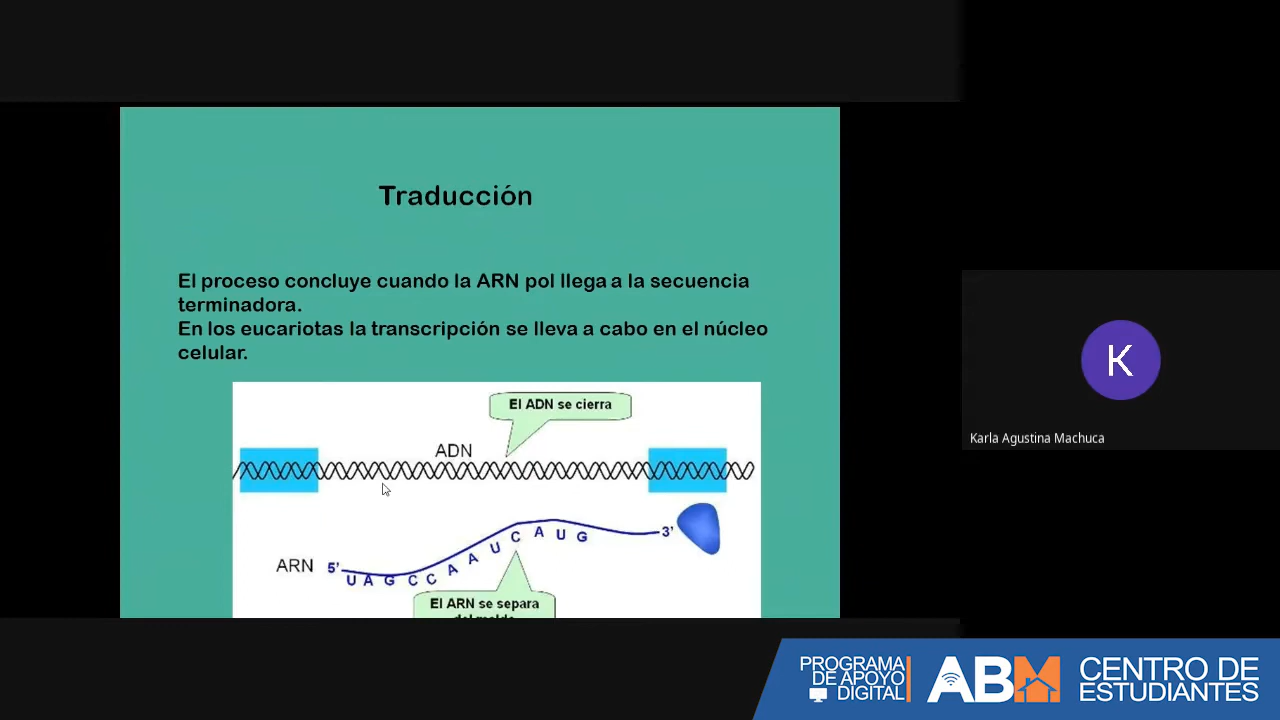 Traducción
El proceso concluye cuando la ARN pol llega a la secuencia
terminadora.
En los eucariotas la transcripción se lleva a cabo en el núcleo
celular.
El ADN se cierra
ADN
ARN 5’ U A G C C A A U C A U G 3’
El ARN se separa
del molde
K
Karla Agustina Machuca
PROGRAMA
DE APOYO
DIGITAL
ABM
CENTRO DE
ESTUDIANTES